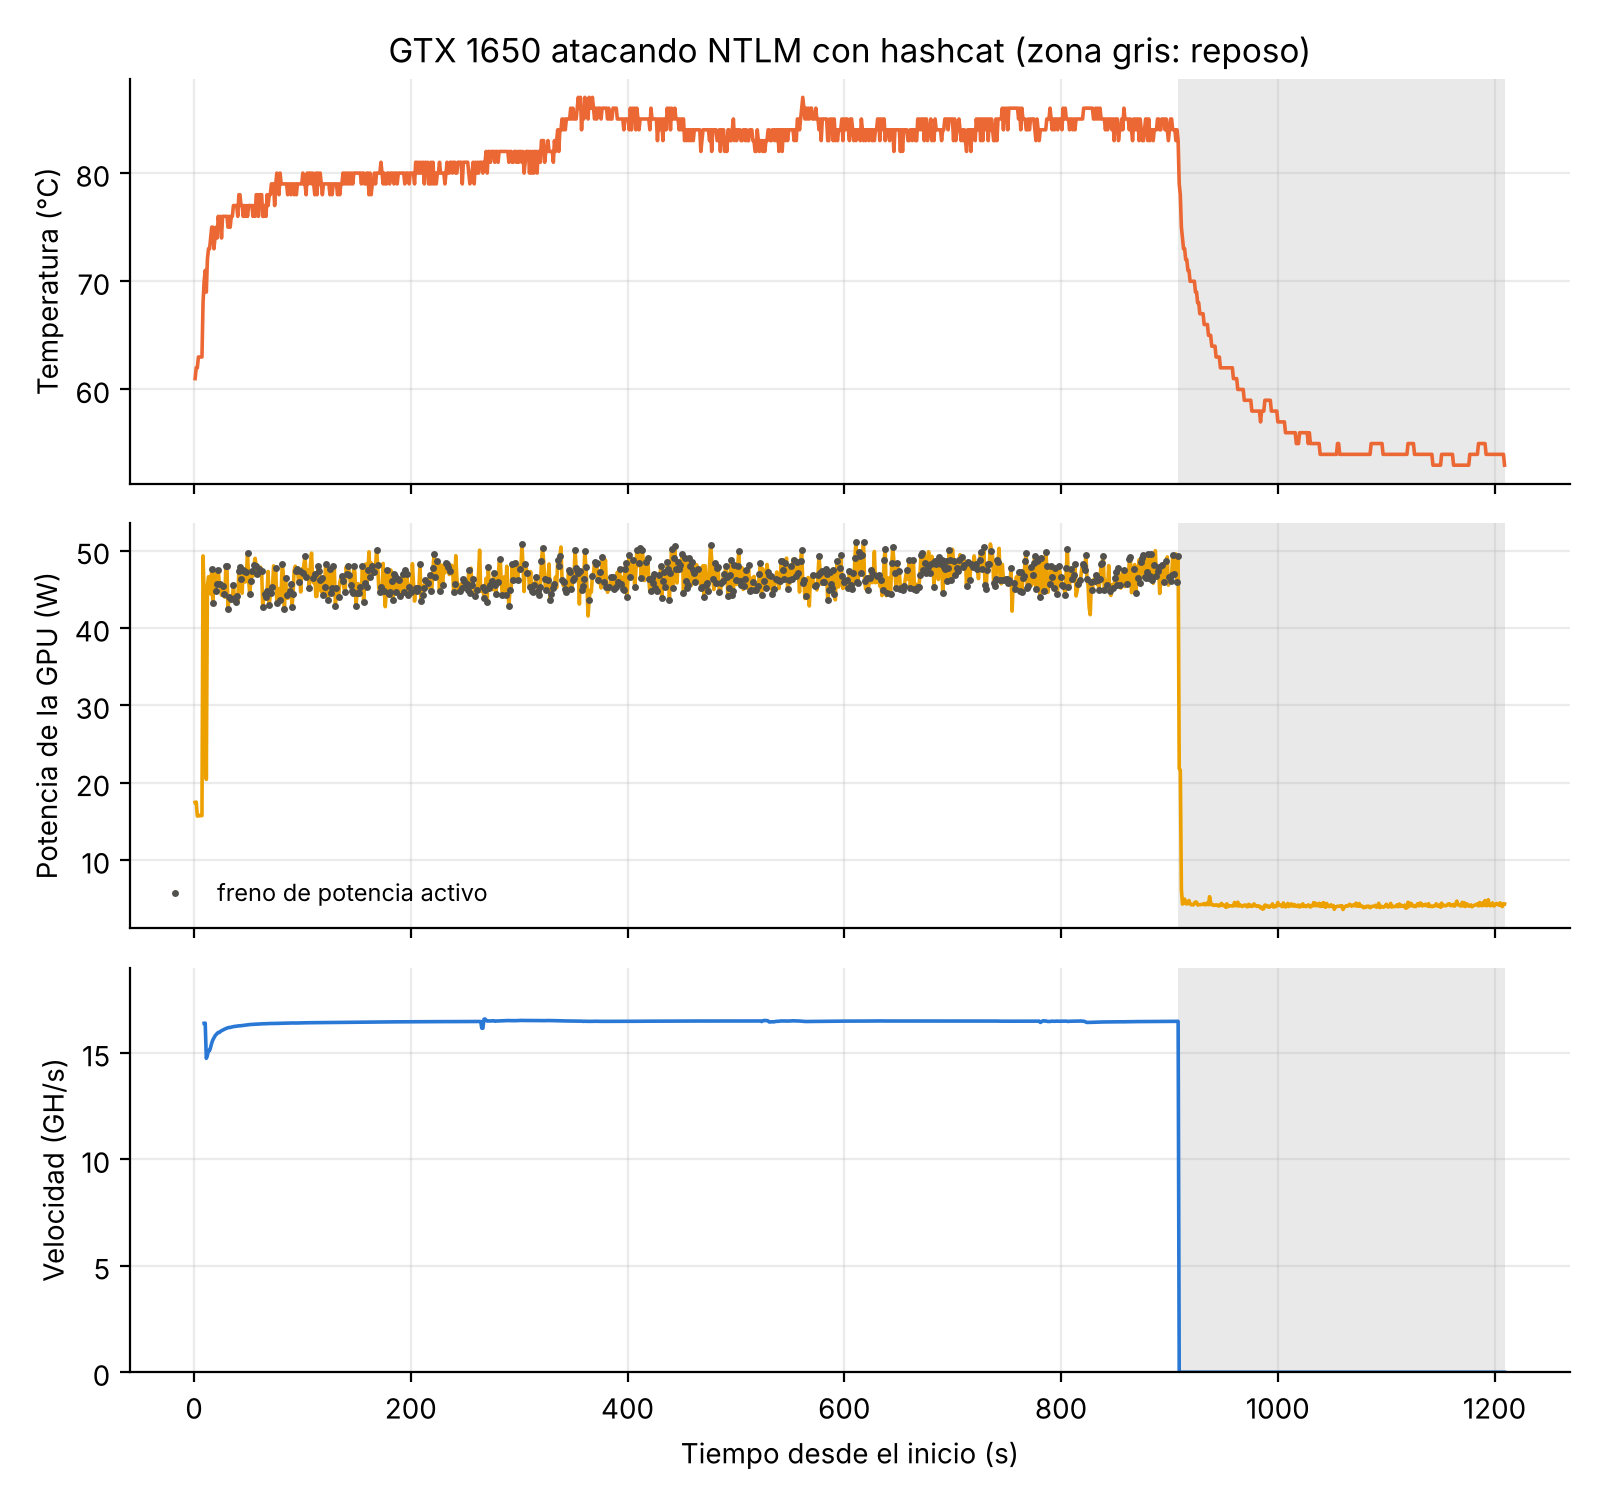 GTX 1650 atacando NTLM con hashcat (zona gris: reposo)
Temperatura (°C)
80
70
60
Potencia de la GPU (W)
50
40
30
20
10
freno de potencia activo
Velocidad (GH/s)
15
10
5
0
0 200 400 600 800 1000 1200
Tiempo desde el inicio (s)